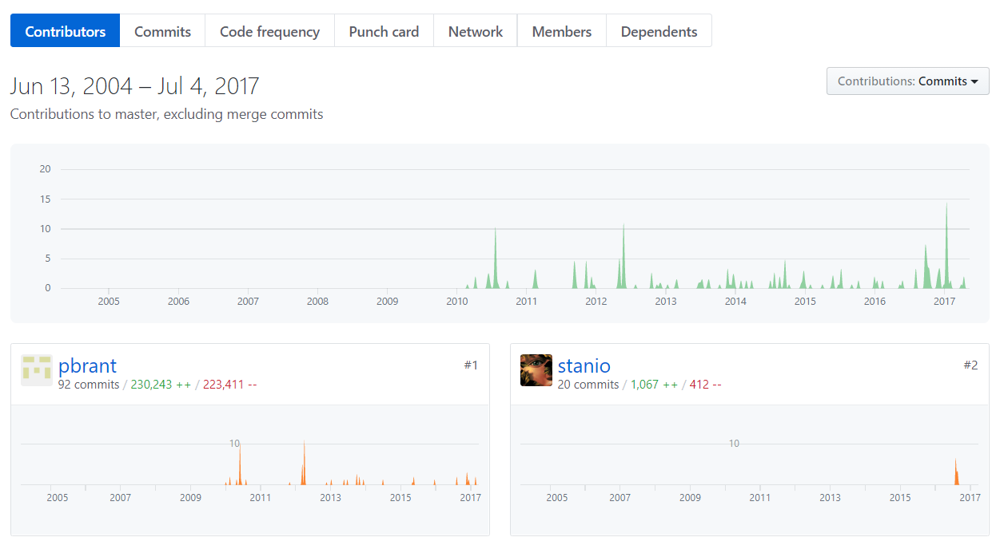 Contributors Commits Code frequency Punch card Network Members Dependents
Jun 13, 2004 – Jul 4, 2017
Contributions: Commits
Contributions to master, excluding merge commits
20
15
10
5
0
2005 2006 2007 2008 2009 2010 2011 2012 2013 2014 2015 2016 2017
pbrant #1
92 commits / 230,243 ++ / 223,411 --
10
2005 2007 2009 2011 2013 2015 2017
stanio #2
20 commits / 1,067 ++ / 412 --
10
2005 2007 2009 2011 2013 2015 2017